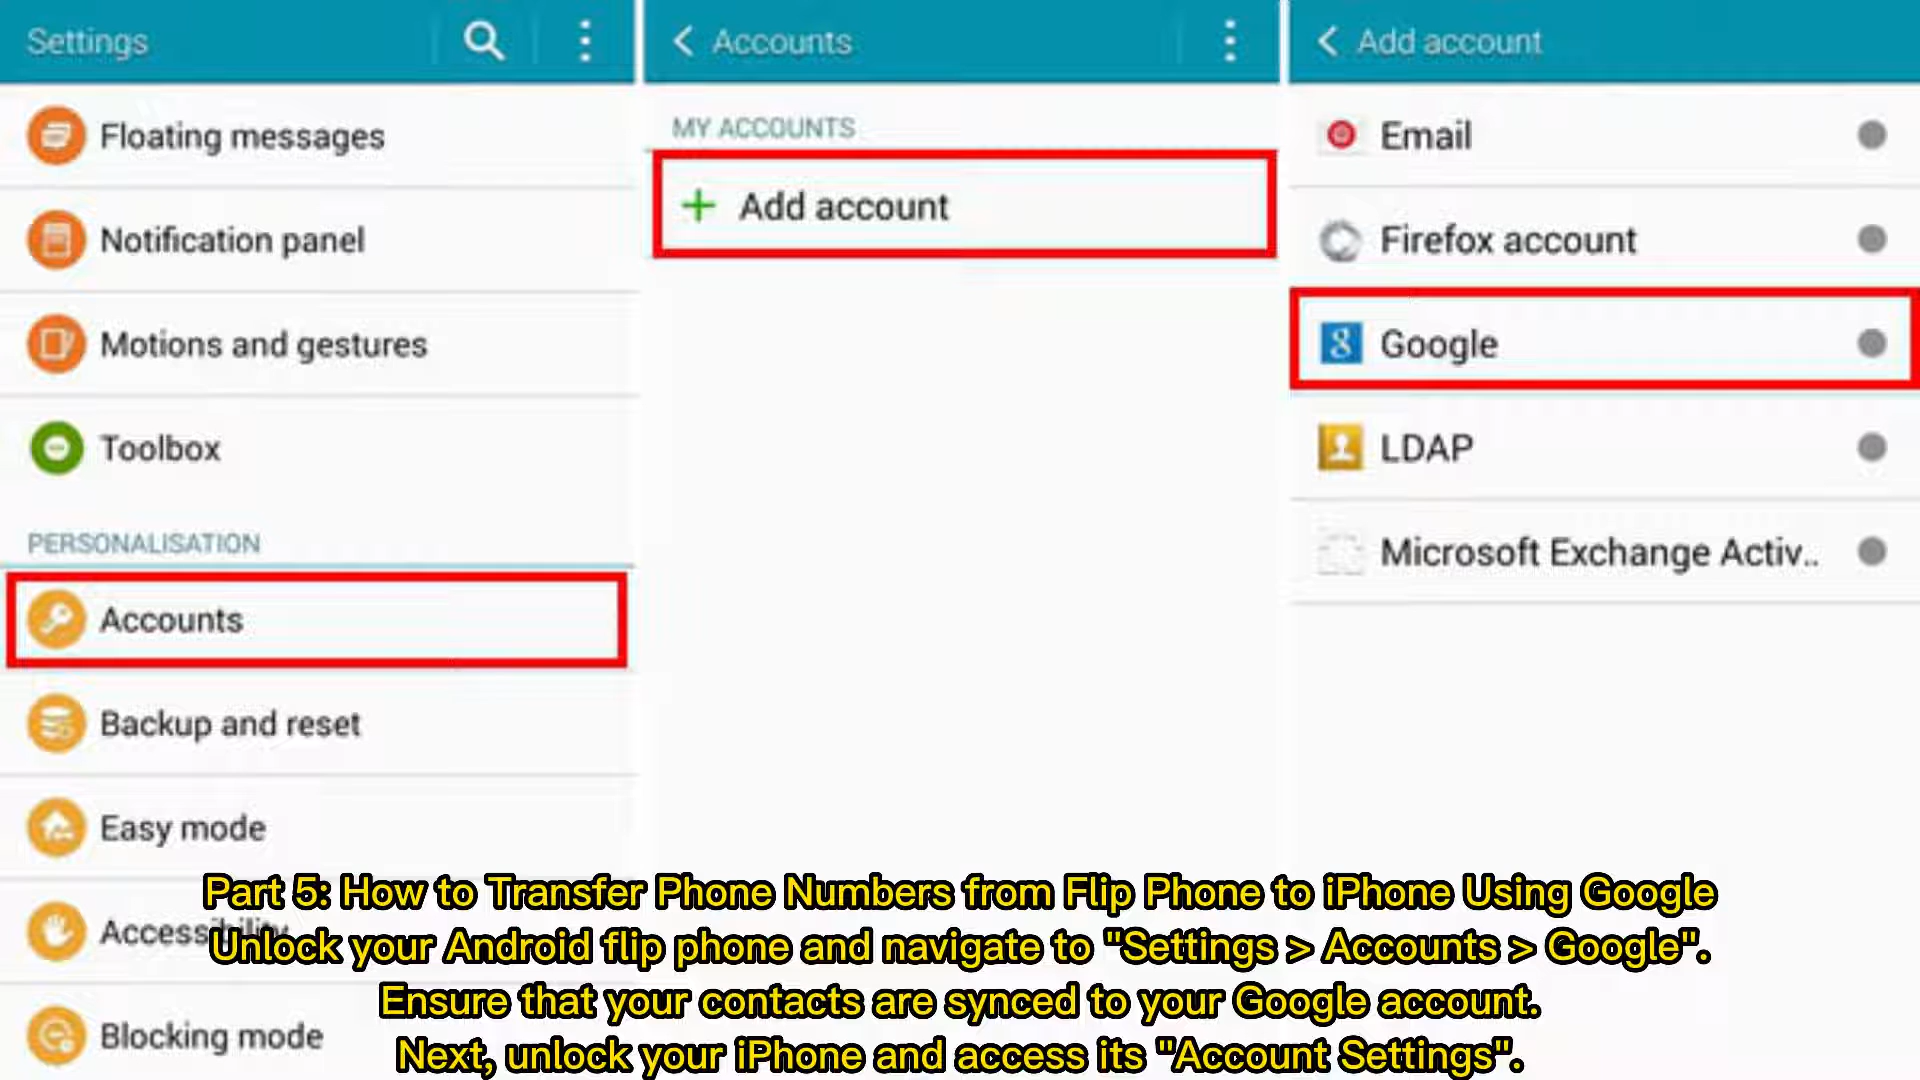 Settings
Floating messages
Notification panel
Motions and gestures
Toolbox
PERSONALISATION
Accounts
Backup and reset
Easy mode
Accessibility
Blocking mode
Accounts
MY ACCOUNTS
+ Add account
Add account
Email
Firefox account
8 Google
LDAP
Microsoft Exchange Activ..
Part 5: How to Transfer Phone Numbers from Flip Phone to iPhone Using Google
Unlock your Android flip phone and navigate to "Settings > Accounts > Google".
Ensure that your contacts are synced to your Google account.
Next, unlock your iPhone and access its "Account Settings".